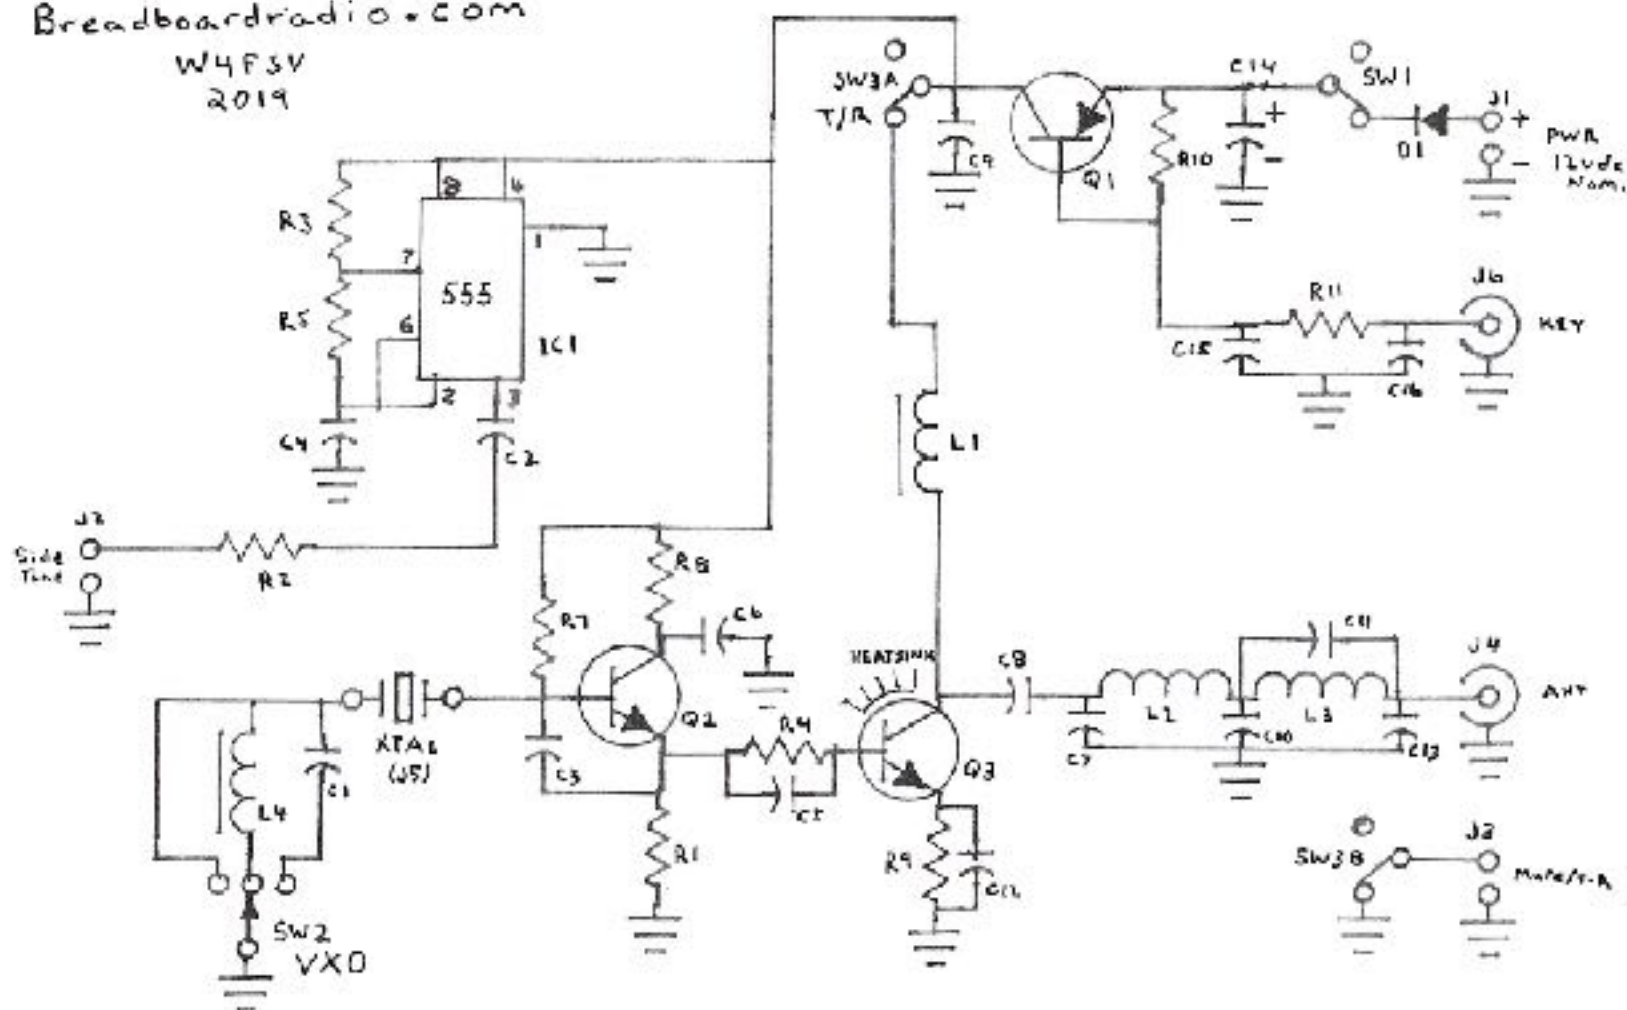 Breadboardradio.com
W4FSV
2019
C14
SW1
SW3A
T/R
J1
+
+
PWR
12Vdc
Nom.
-
-
D1
C9
Q1
R10
8
4
R3
1
7
555
R5
6
IC1
2
3
C4
C2
J6
R11
KEY
C15
C16
L1
J2
Side
Tone
R2
R8
R7
C6
HEATSINK
C8
C11
J4
ANT
Q2
R4
L2
L3
C10
C13
C7
XTAL
(J5)
C3
Q3
C1
L4
C5
R1
R9
C12
SW3B
J3
Mute/T-R
SW2
VXO